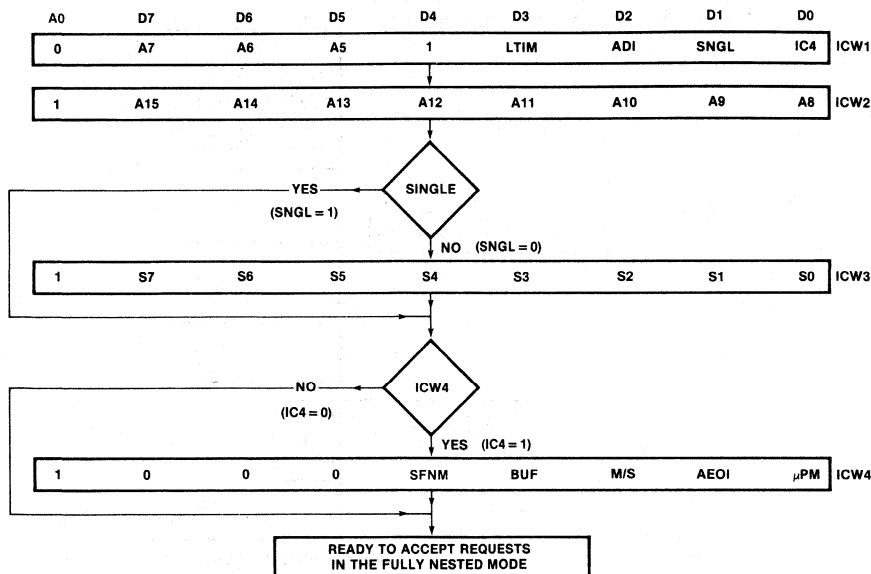 A0 D7 D6 D5 D4 D3 D2 D1 D0
0 A7 A6 A5 1 LTIM ADI SNGL IC4 ICW1
1 A15 A14 A13 A12 A11 A10 A9 A8 ICW2
YES SINGLE
(SNGL = 1)
NO (SNGL = 0)
1 S7 S6 S5 S4 S3 S2 S1 S0 ICW3
NO ICW4
(IC4 = 0)
YES (IC4 = 1)
1 0 0 0 SFNM BUF M/S AEOI μPM ICW4
READY TO ACCEPT REQUESTS
IN THE FULLY NESTED MODE